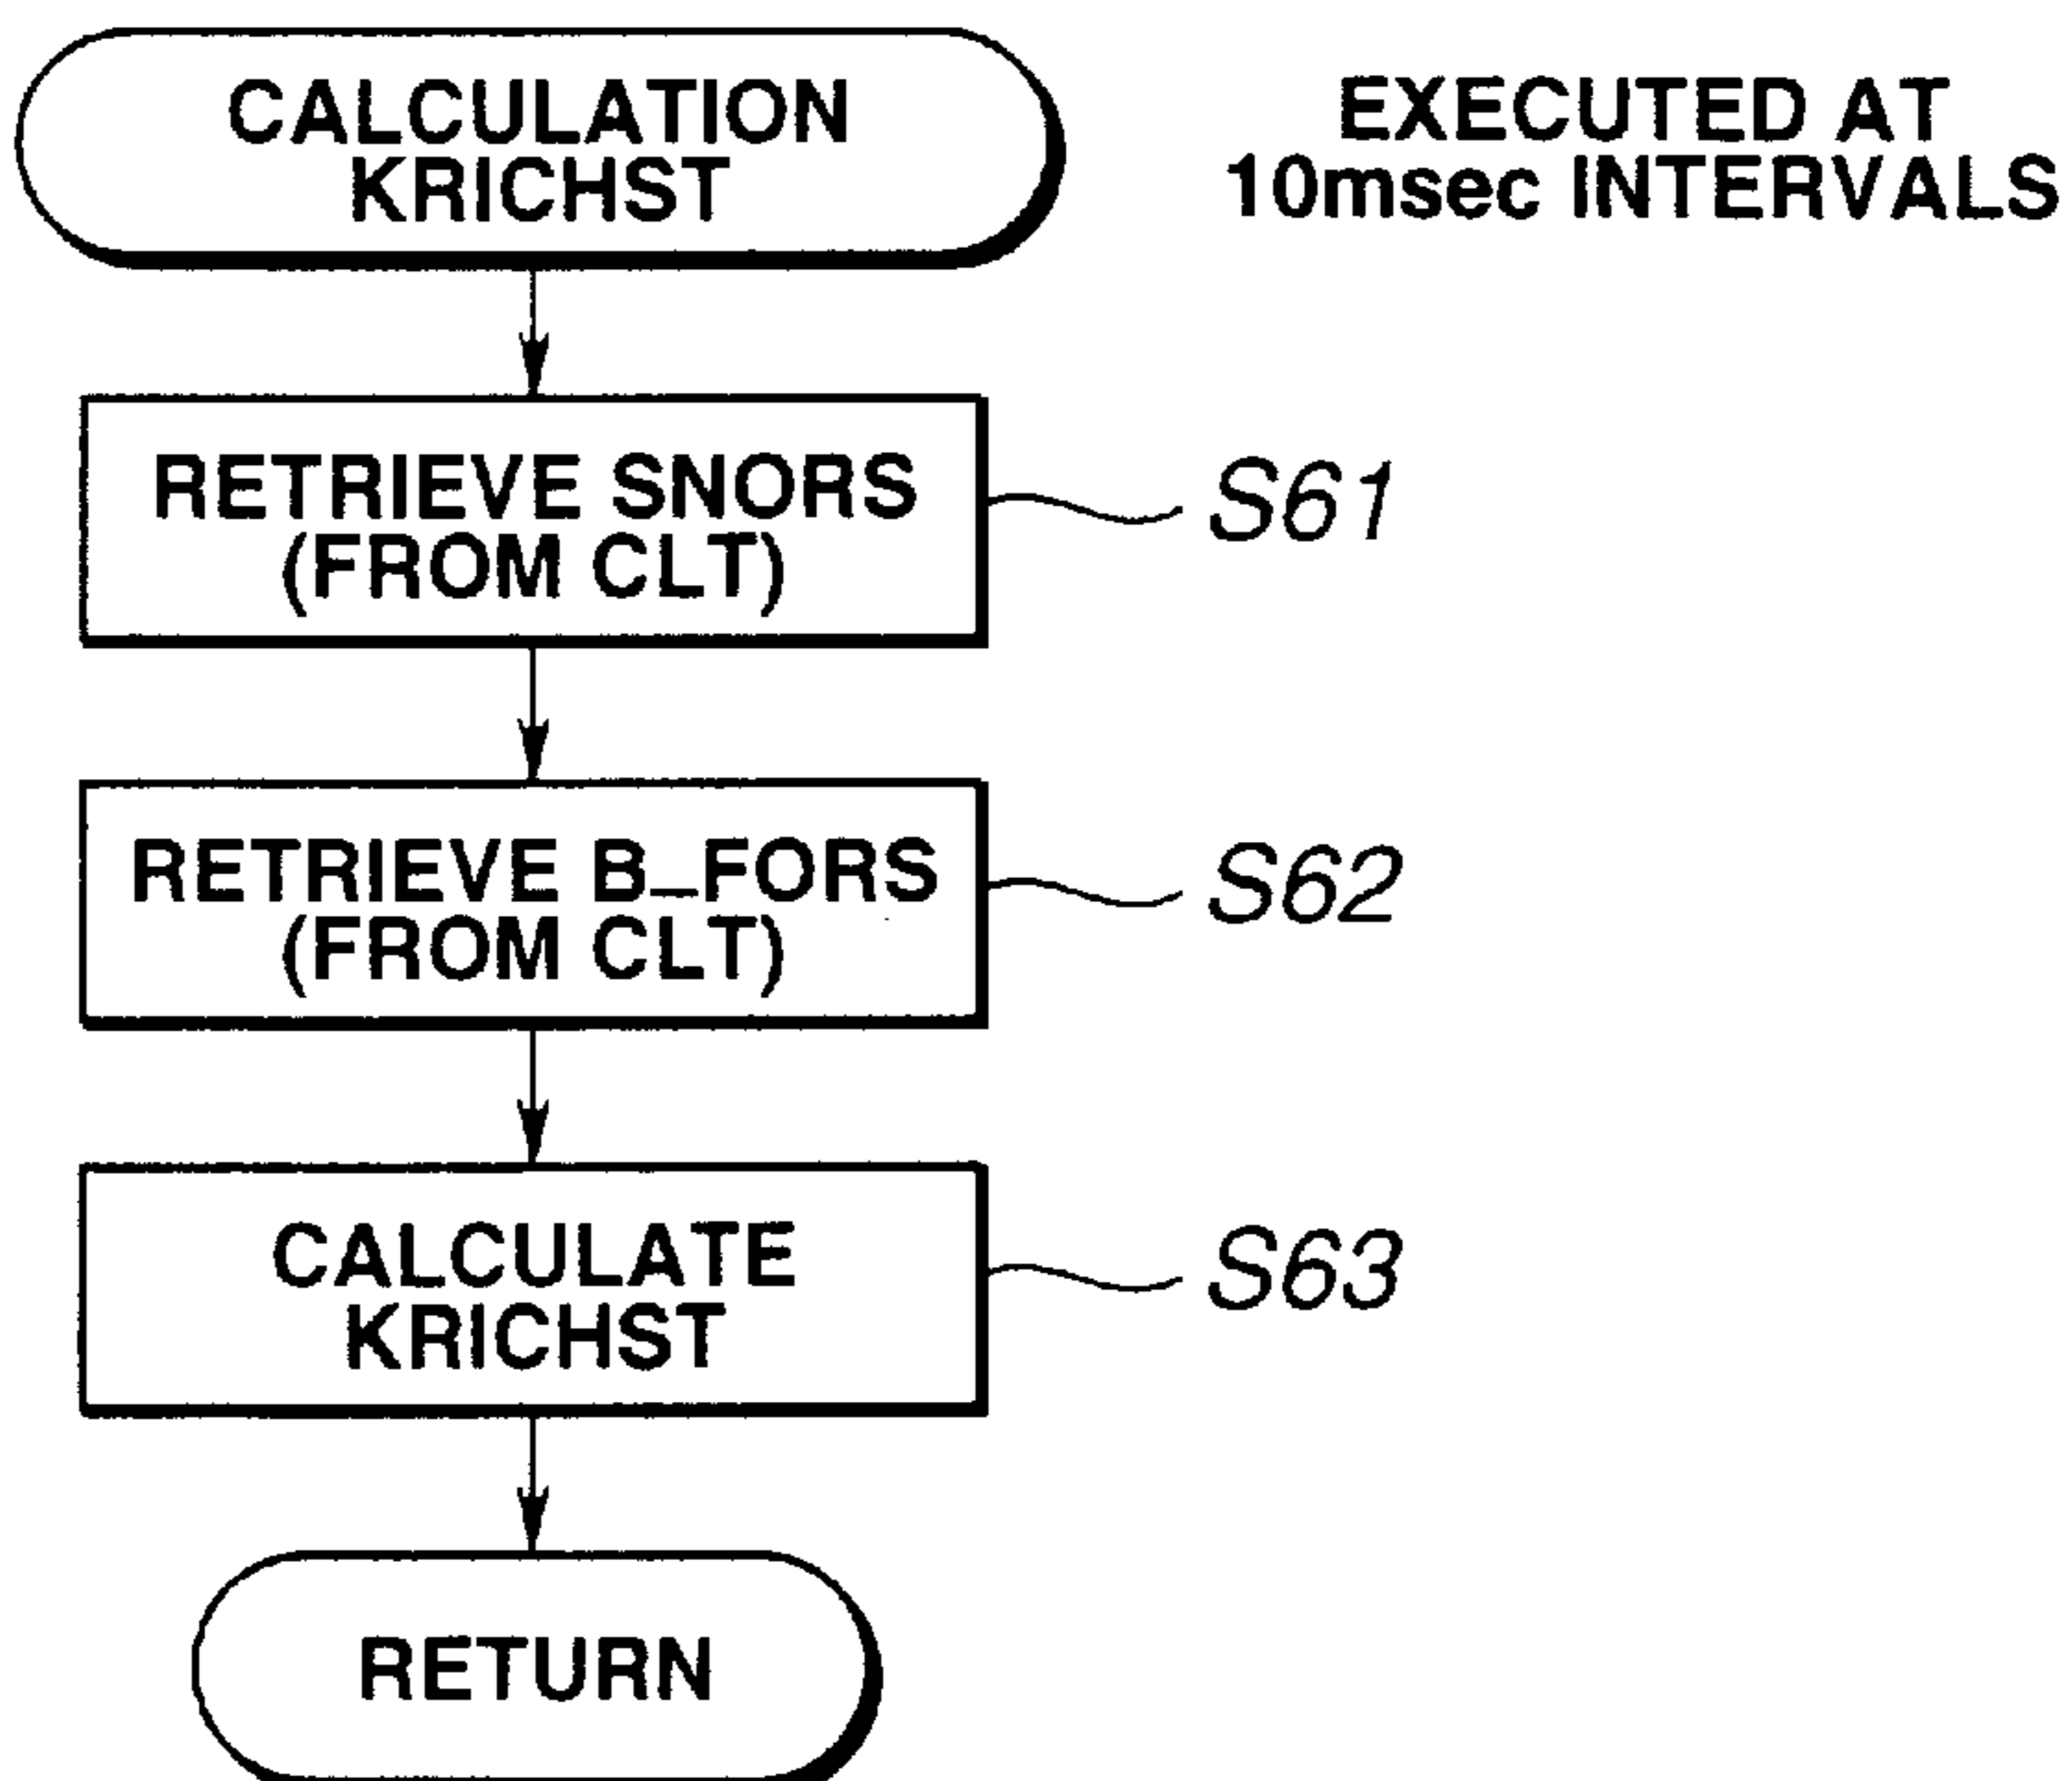 CALCULATION
KRICHST
EXECUTED AT
10msec INTERVALS
RETRIEVE SNORS
(FROM CLT)
S61
RETRIEVE B_FORS
(FROM CLT)
S62
CALCULATE
KRICHST
S63
RETURN